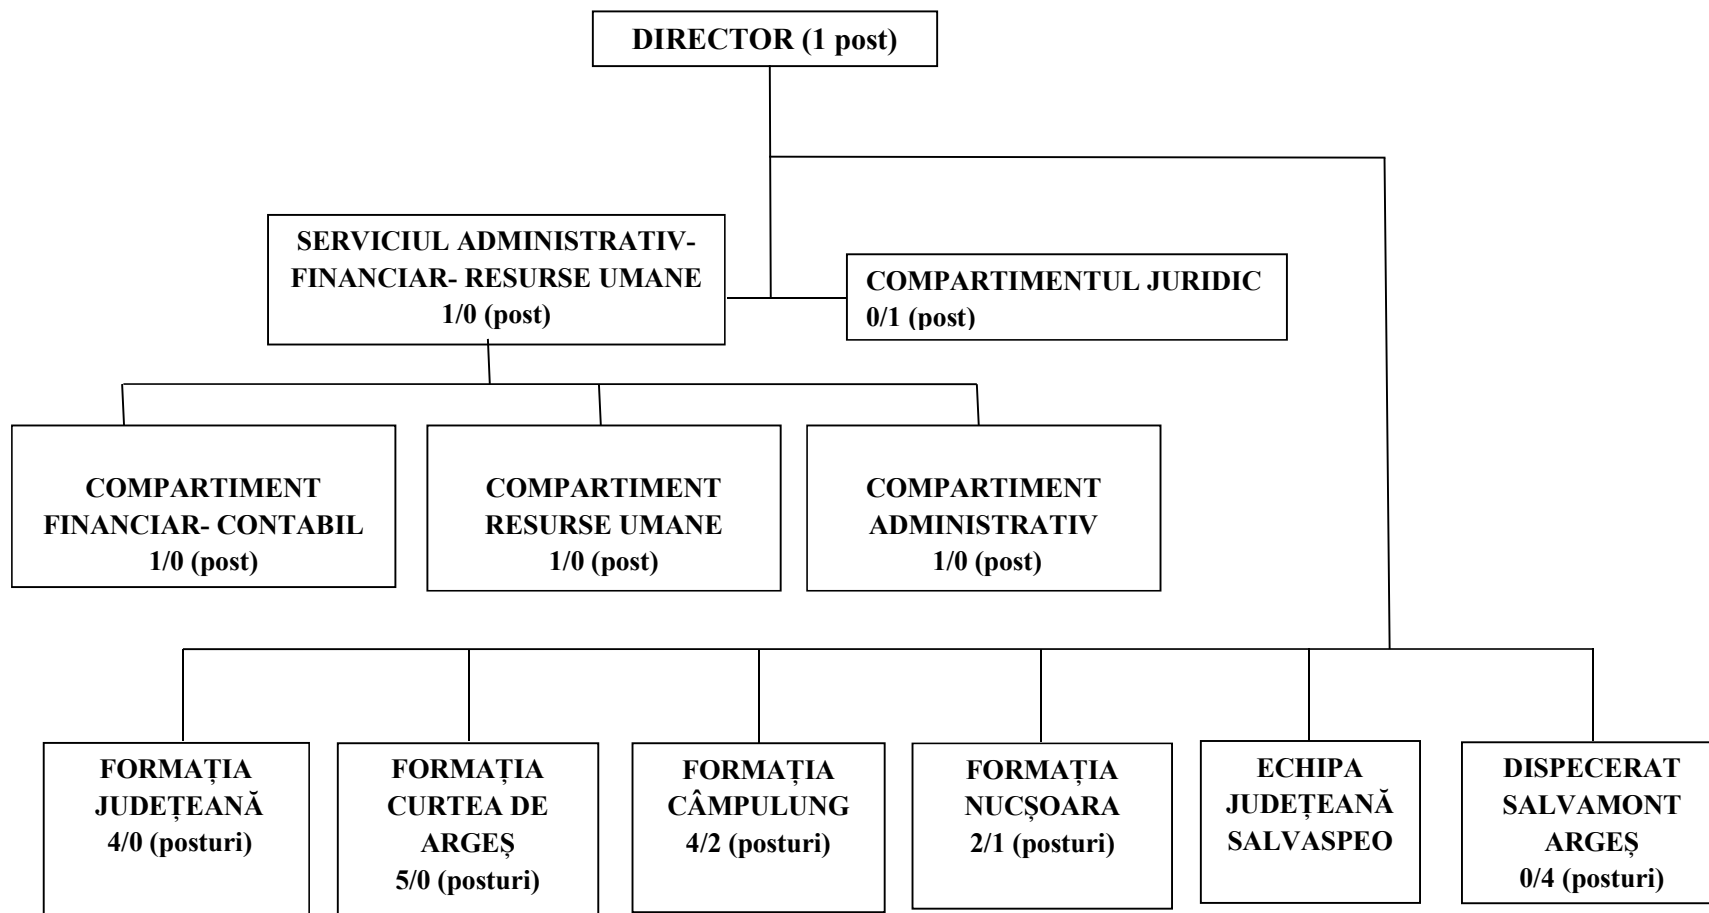 DIRECTOR (1 post)
SERVICIUL ADMINISTRATIV-
FINANCIAR- RESURSE UMANE
1/0 (post)
COMPARTIMENTUL JURIDIC
0/1 (post)
COMPARTIMENT
FINANCIAR- CONTABIL
1/0 (post)
COMPARTIMENT
RESURSE UMANE
1/0 (post)
COMPARTIMENT
ADMINISTRATIV
1/0 (post)
FORMAȚIA
JUDEȚEANĂ
4/0 (posturi)
FORMAȚIA
CURTEA DE
ARGEȘ
5/0 (posturi)
FORMAȚIA
CÂMPULUNG
4/2 (posturi)
FORMAȚIA
NUCȘOARA
2/1 (posturi)
ECHIPA
JUDEȚEANĂ
SALVASPEO
DISPECERAT
SALVAMONT
ARGEȘ
0/4 (posturi)